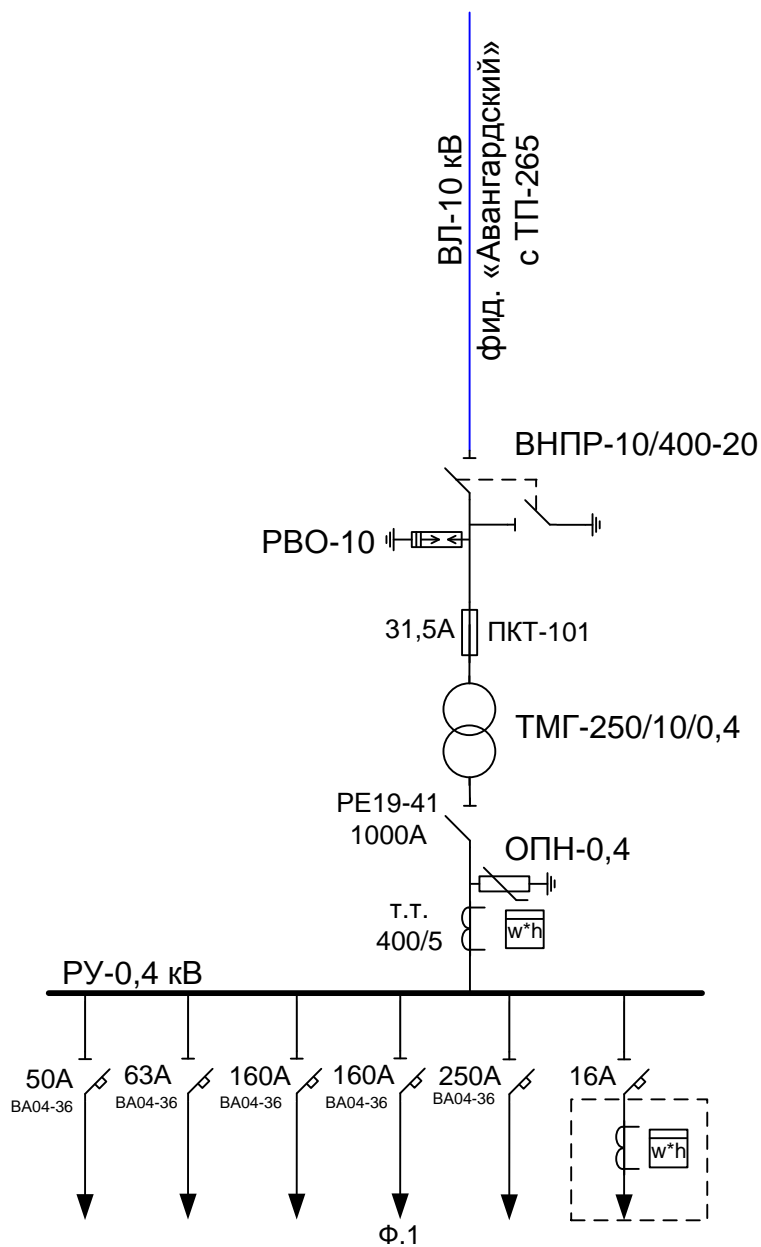 ВЛ-10 кВ
фид. «Авангардский»
с ТП-265
ВНПР-10/400-20
РВО-10
31,5А
ПКТ-101
ТМГ-250/10/0,4
РЕ19-41
1000А
ОПН-0,4
т.т.
400/5
w*h
РУ-0,4 кВ
50А
ВА04-36
63А
ВА04-36
160А
ВА04-36
160А
ВА04-36
250А
ВА04-36
16А
w*h
Ф.1